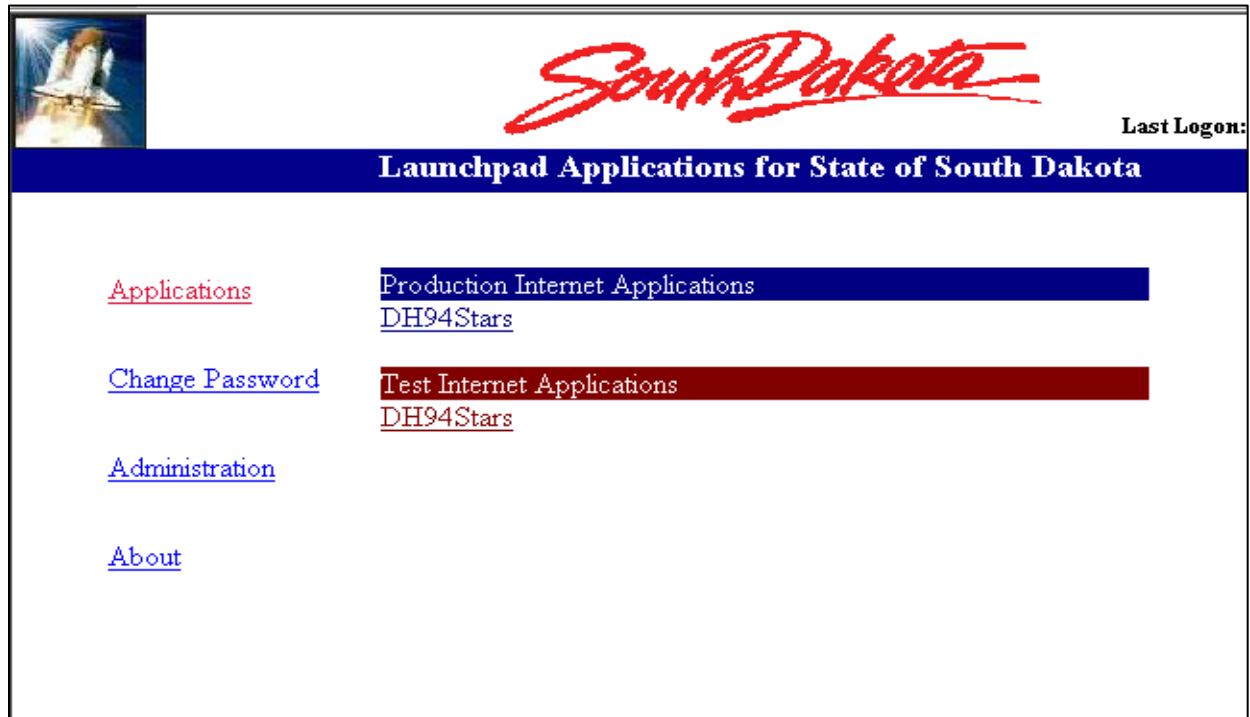 South Dakota
Last Logon:
Launchpad Applications for State of South Dakota
Applications
Change Password
Administration
About
Production Internet Applications
DH94Stars
Test Internet Applications
DH94Stars